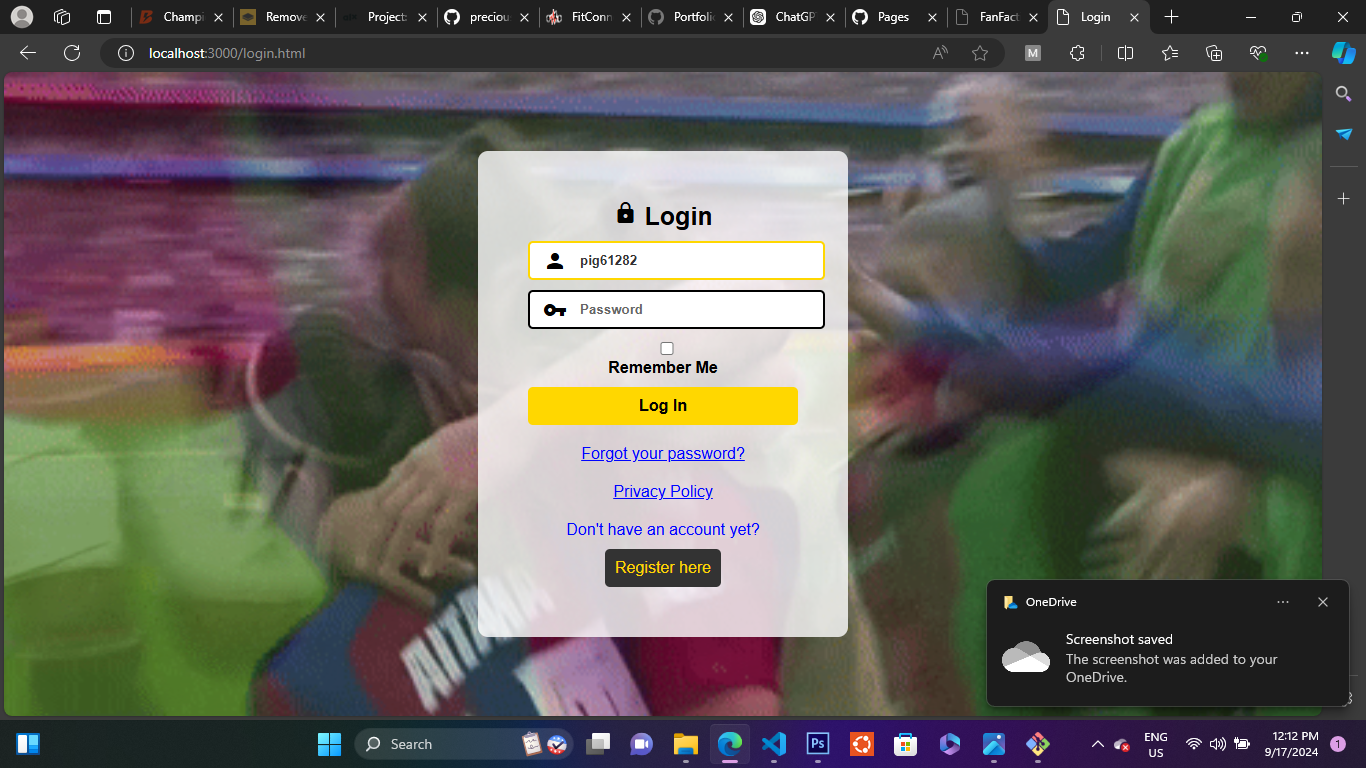 Champi
Remove
Project:
preciou:
FitConn
Portfoli
ChatGP
Pages
FanFact
Login
localhost:3000/login.html
M
Login
pig61282
Password
Remember Me
Log In
Forgot your password?
Privacy Policy
Don't have an account yet?
Register here
OneDrive
Screenshot saved
The screenshot was added to your
OneDrive.
Search
Ps
ENG
US
12:12 PM
9/17/2024
1